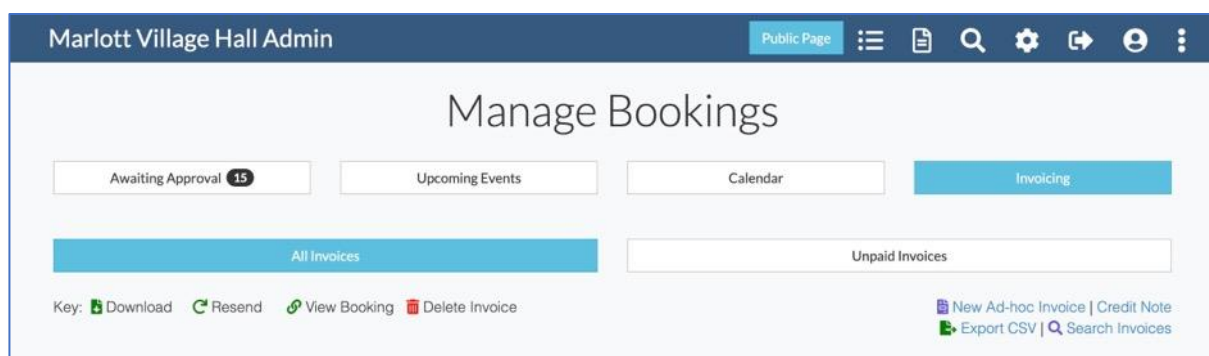 Marlott Village Hall Admin Public Page
Manage Bookings
Awaiting Approval 15 Upcoming Events Calendar Invoicing
All Invoices Unpaid Invoices
Key: Download Resend View Booking Delete Invoice New Ad-hoc Invoice | Credit Note
Export CSV | Search Invoices